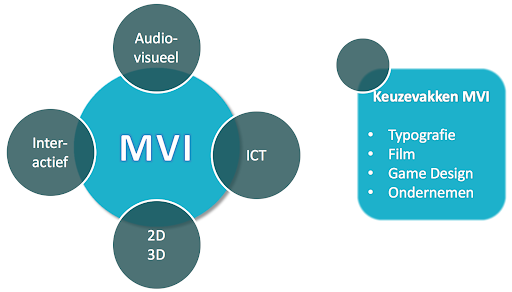 Audio-
visueel
Inter-
actief
MVI
ICT
2D
3D
Keuzevakken MVI
• Typografie
• Film
• Game Design
• Ondernemen